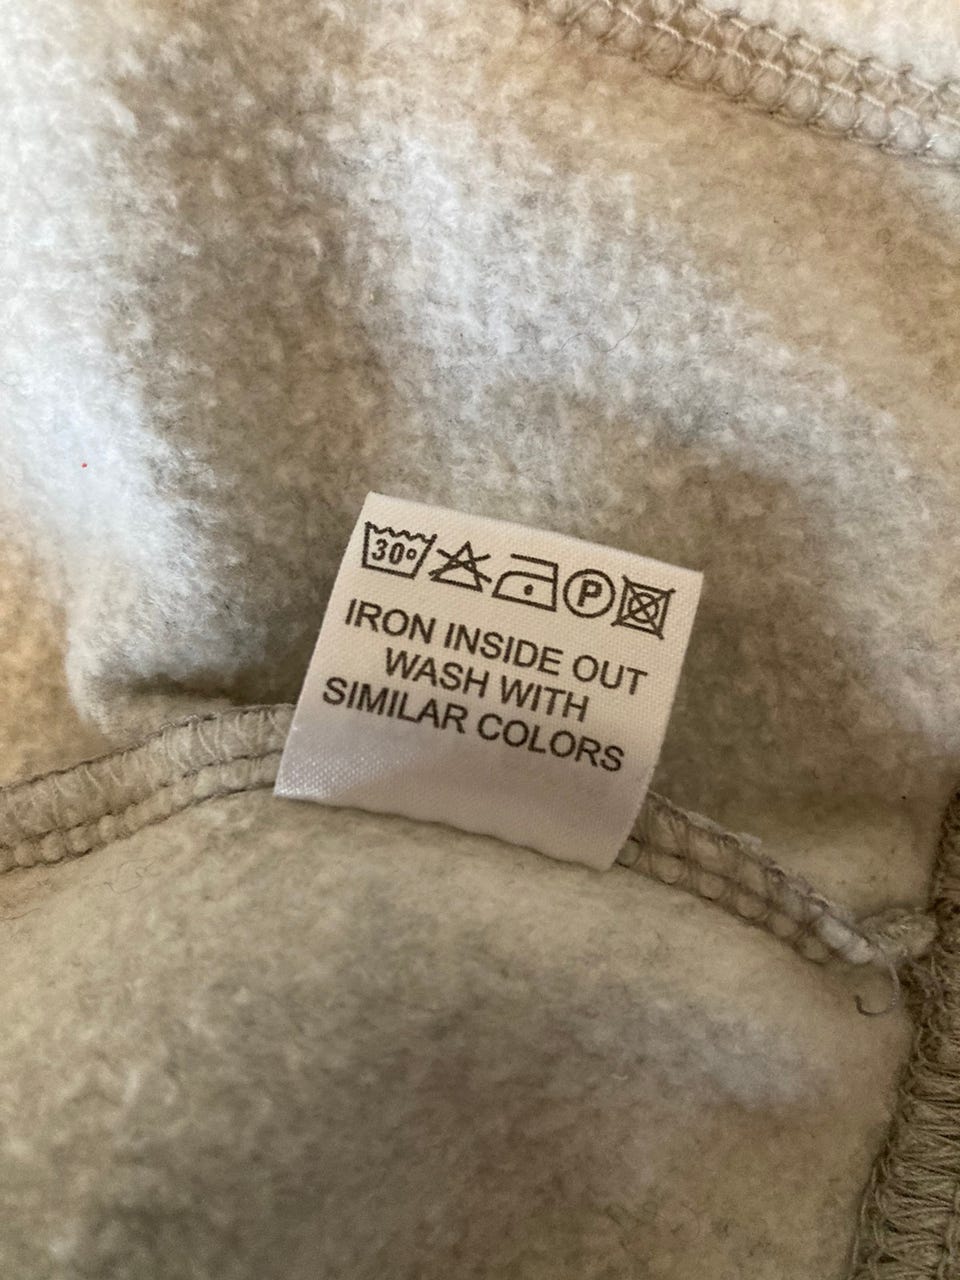 30°
P
IRON INSIDE OUT
WASH WITH
SIMILAR COLORS